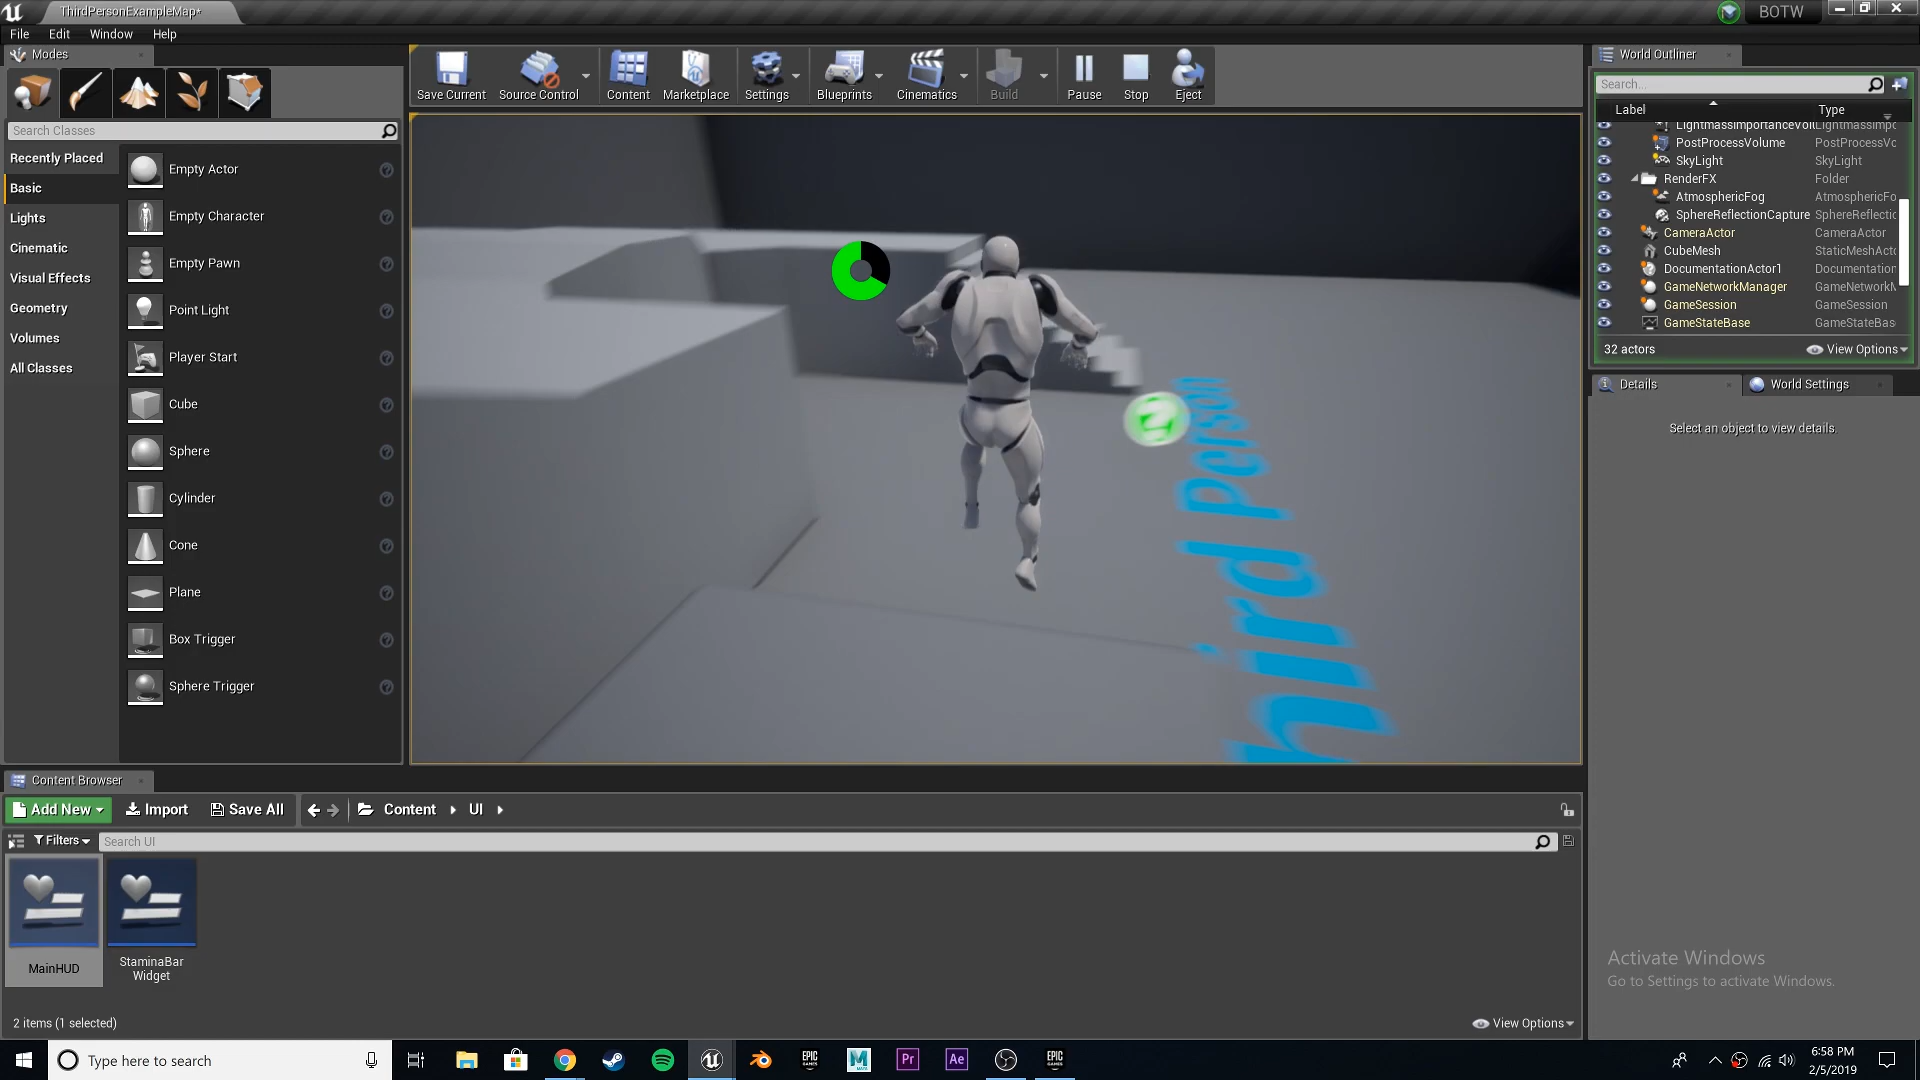 ThirdPersonExampleMap*
BOTW
File Edit Window Help
Modes
Save Current
Source Control
Content
Marketplace
Settings
Blueprints
Cinematics
Build
Pause
Stop
Eject
World Outliner
Search...
Label Type
LightmassImportanceVolu LightmassImpo
PostProcessVolume PostProcessVo
SkyLight SkyLight
RenderFX Folder
AtmosphericFog AtmosphericFo
SphereReflectionCapture SphereReflectio
CameraActor CameraActor
CubeMesh StaticMeshActo
DocumentationActor1 Documentation
GameNetworkManager GameNetworkM
GameSession GameSession
GameStateBase GameStateBas
32 actors
View Options
Details
World Settings
Select an object to view details.
Search Classes
Recently Placed
Basic
Lights
Cinematic
Visual Effects
Geometry
Volumes
All Classes
Empty Actor
Empty Character
Empty Pawn
Point Light
Player Start
Cube
Sphere
Cylinder
Cone
Plane
Box Trigger
Sphere Trigger
hird person
Content Browser
Add New Import Save All Content UI
Filters
Search UI
MainHUD
StaminaBar
Widget
2 items (1 selected)
View Options
Activate Windows
Go to Settings to activate Windows.
Type here to search
EPIC
GAMES
Pr
Ae
EPIC
GAMES
6:58 PM
2/5/2019